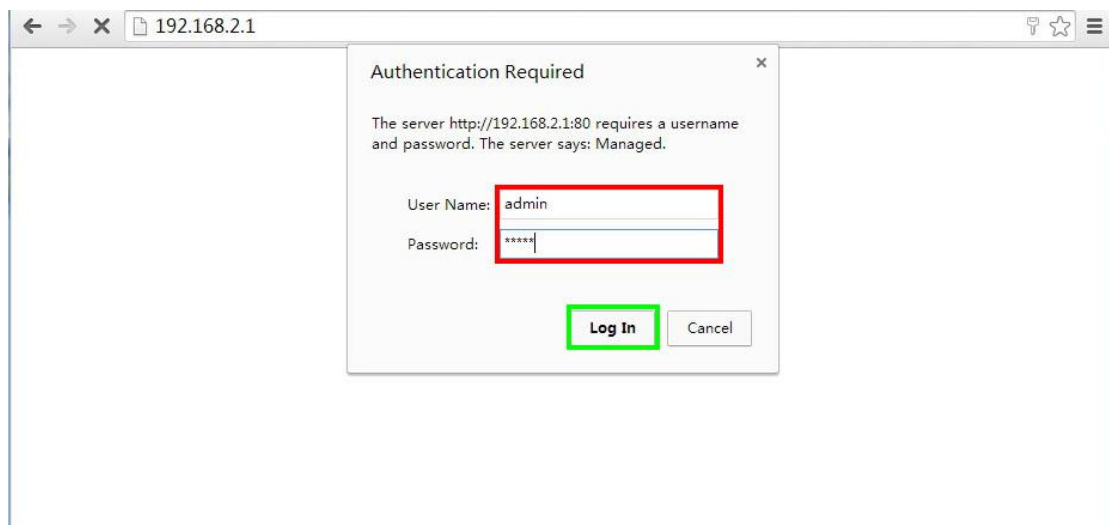 192.168.2.1
Authentication Required
The server http://192.168.2.1:80 requires a username
and password. The server says: Managed.
User Name: admin
Password: *****
Log In Cancel